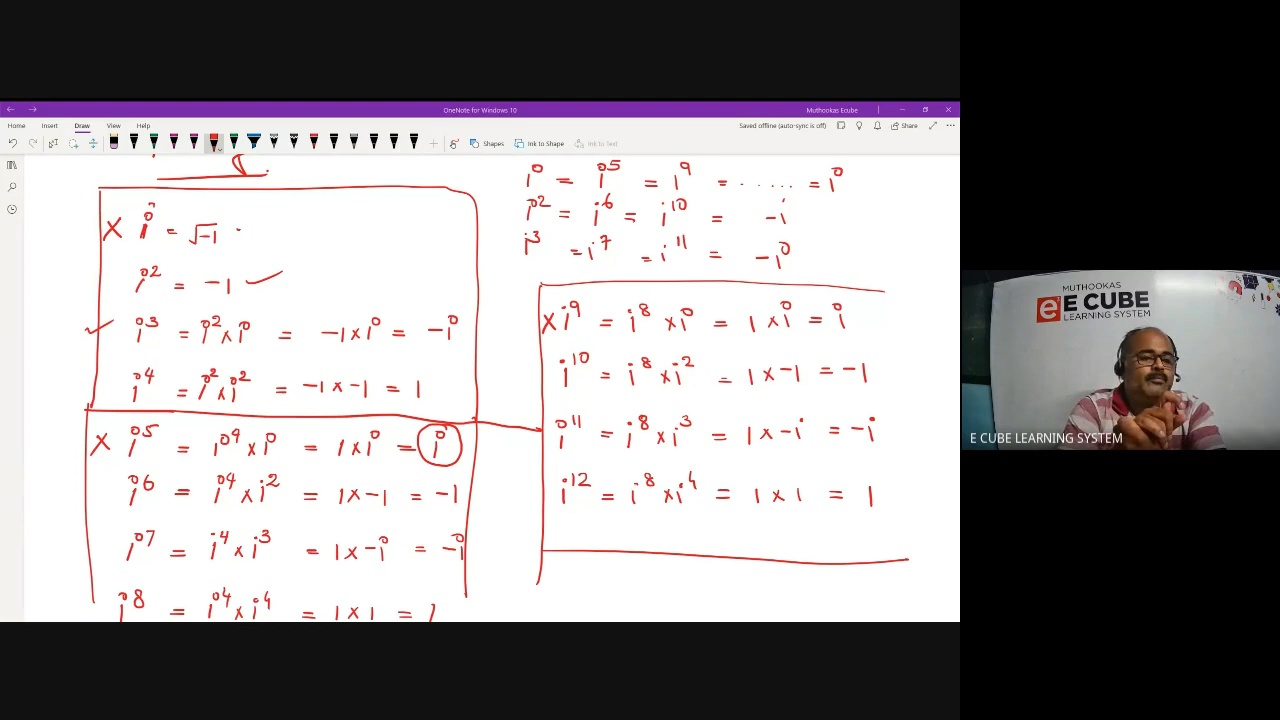 OneNote for Windows 10
Muthookas Ecube
Home Insert Draw View Help
Saved offline (auto-sync is off) Share
Shapes Ink to Shape Ink to Text
i = √-1
i² = -1 ✓
✓ i³ = i² × i = -1 × i = -i
i⁴ = i² × i² = -1 × -1 = 1
X i⁵ = i⁴ × i = 1 × i = i
i⁶ = i⁴ × i² = 1 × -1 = -1
i⁷ = i⁴ × i³ = 1 × -i = -i
i⁸ = i⁴ × i⁴ = 1 × 1 = 1
i = i⁵ = i⁹ = ...... = i
i² = i⁶ = i¹⁰ = -i
i³ = i⁷ = i¹¹ = -i
X i⁹ = i⁸ × i = 1 × i = i
i¹⁰ = i⁸ × i² = 1 × -1 = -1
i¹¹ = i⁸ × i³ = 1 × -i = -i
i¹² = i⁸ × i⁴ = 1 × 1 = 1
MUTHOOKAS
e E CUBE
LEARNING SYSTEM
E CUBE LEARNING SYSTEM